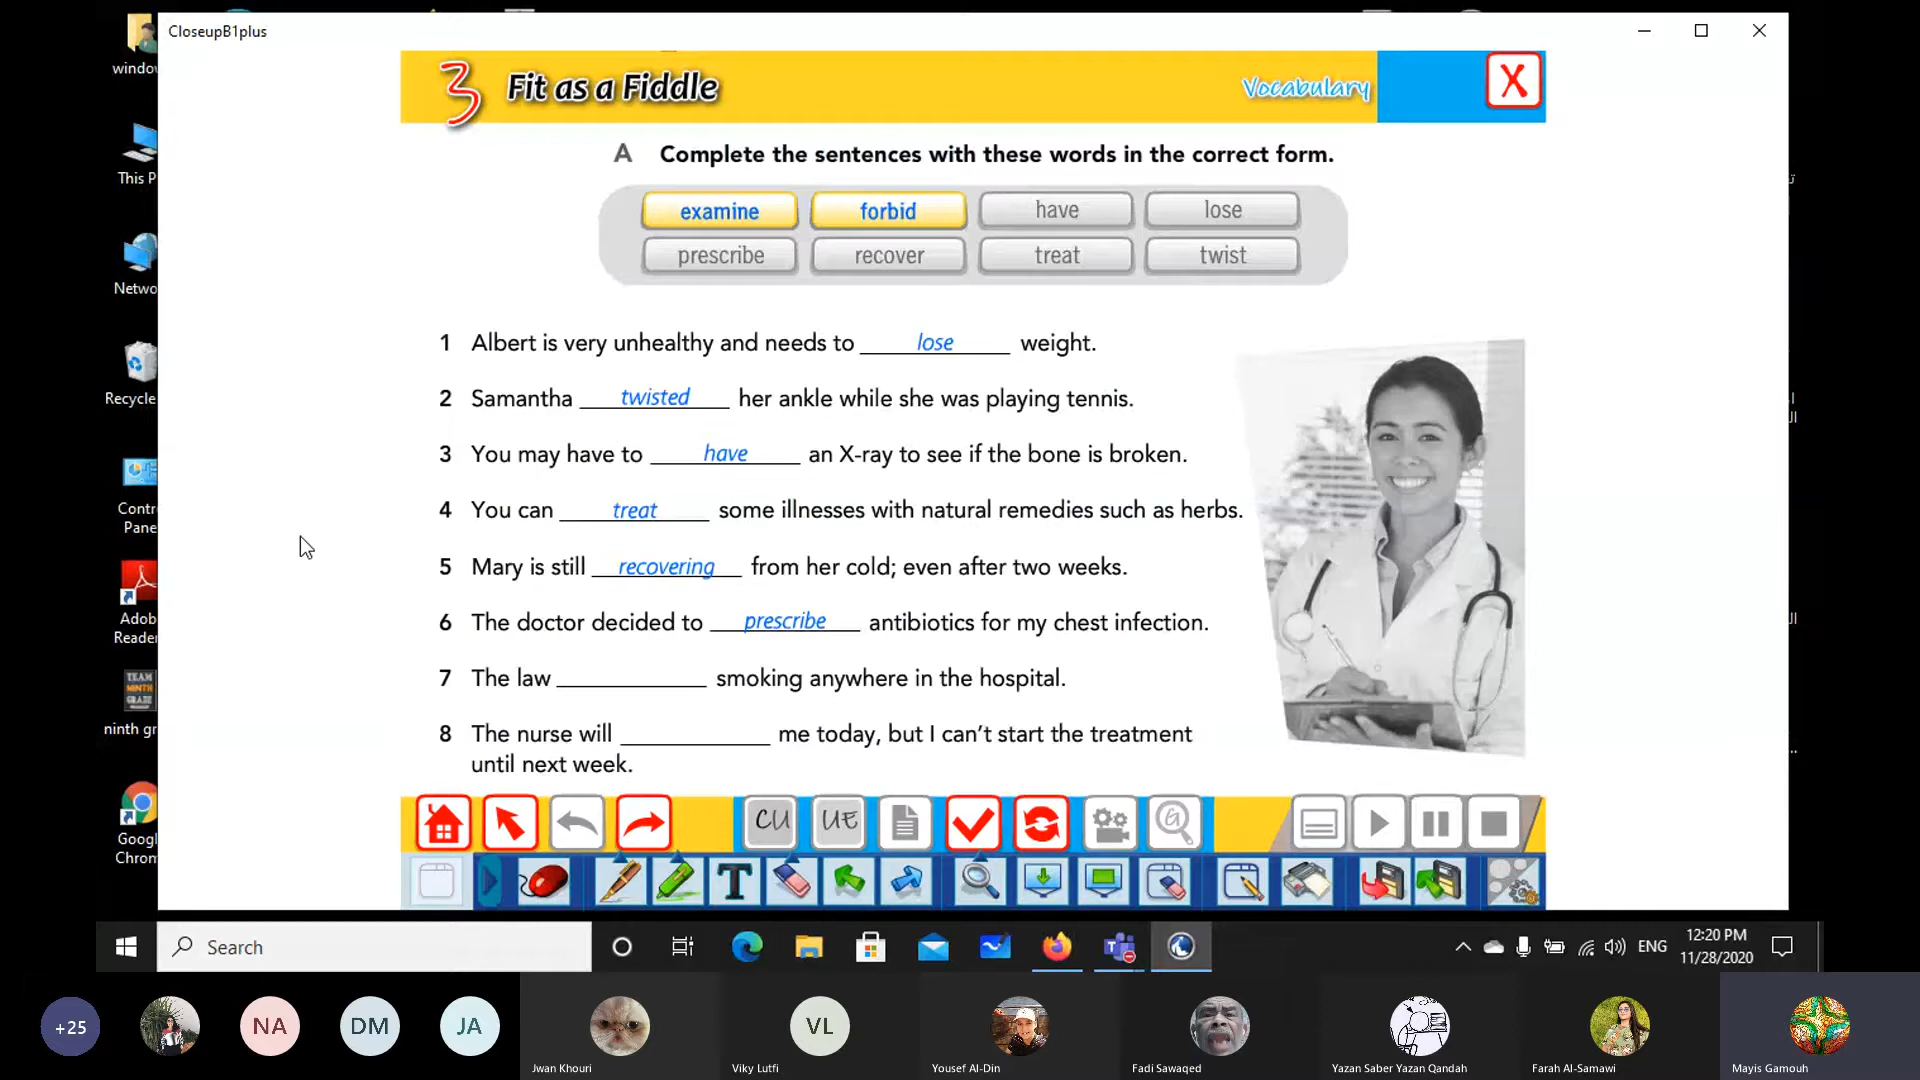 CloseupB1plus
3 Fit as a Fiddle
Vocabulary
X
A Complete the sentences with these words in the correct form.
examine forbid have lose
prescribe recover treat twist
1 Albert is very unhealthy and needs to lose weight.
2 Samantha twisted her ankle while she was playing tennis.
3 You may have to have an X-ray to see if the bone is broken.
4 You can treat some illnesses with natural remedies such as herbs.
5 Mary is still recovering from her cold; even after two weeks.
6 The doctor decided to prescribe antibiotics for my chest infection.
7 The law ____________ smoking anywhere in the hospital.
8 The nurse will ____________ me today, but I can't start the treatment
until next week.
CU UE
T
windo
This P
Netwo
Recycle
Contr
Pane
Adob
Reader
TEAM
NINTH
GRADE
ninth gr
Googl
Chrom
Search
ENG
12:20 PM
11/28/2020
+25 NA DM JA VL
Jwan Khouri
Viky Lutfi
Yousef Al-Din
Fadi Sawaqed
Yazan Saber Yazan Qandah
Farah Al-Samawi
Mayis Gamouh